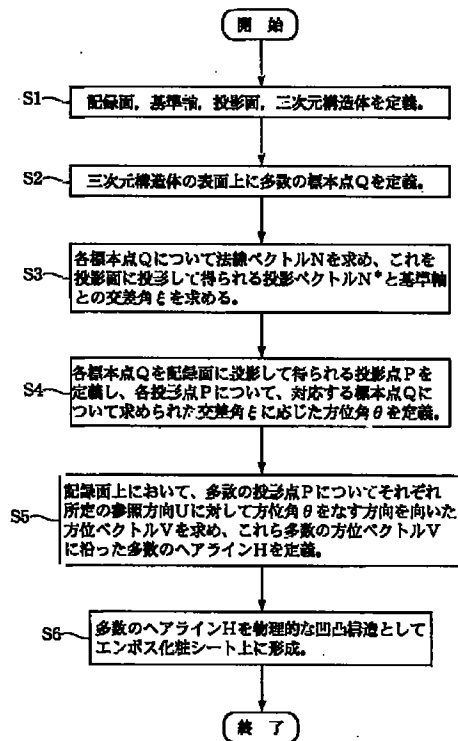 開 始
S1
記録面，基準軸，投影面，三次元構造体を定義。
S2
三次元構造体の表面上に多数の標本点Qを定義。
S3
各標本点Qについて法線ベクトルNを求め、これを
投影面に投影して得られる投影ベクトルN*と基準軸
との交差角ξを求める。
S4
各標本点Qを記録面に投影して得られる投影点Pを
定義し、各投影点Pについて、対応する標本点Qに
ついて求められた交差角ξに応じた方位角θを定義。
S5
記録面上において、多数の投影点Pについてそれぞれ
所定の参照方向Uに対して方位角θをなす方向を向いた
方位ベクトルVを求め、これら多数の方位ベクトルV
に沿った多数のヘアラインHを定義。
S6
多数のヘアラインHを物理的な凹凸構造として
エンボス化粧シート上に形成。
終 了